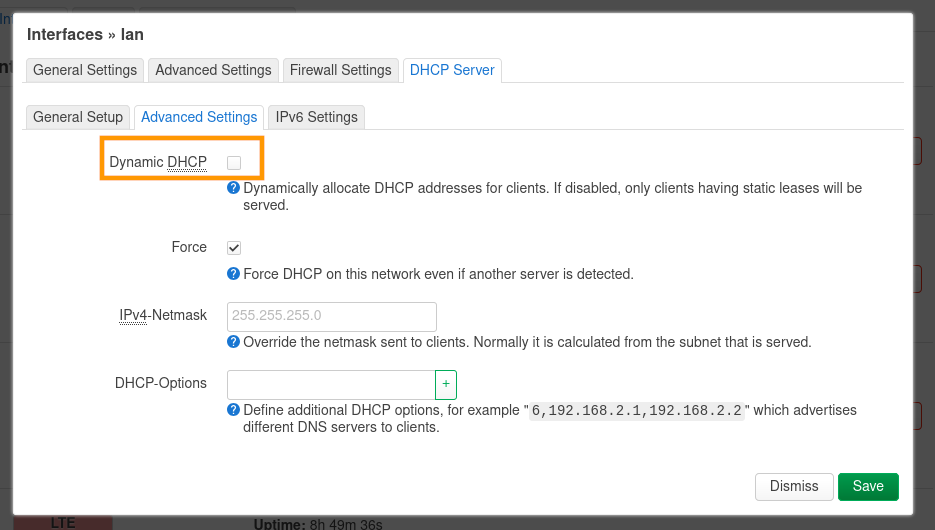 Interfaces » lan
General Settings
Advanced Settings
Firewall Settings
DHCP Server
General Setup
Advanced Settings
IPv6 Settings
Dynamic DHCP
Dynamically allocate DHCP addresses for clients. If disabled, only clients having static leases will be
served.
Force
Force DHCP on this network even if another server is detected.
IPv4-Netmask
255.255.255.0
Override the netmask sent to clients. Normally it is calculated from the subnet that is served.
DHCP-Options
+
Define additional DHCP options, for example "6,192.168.2.1,192.168.2.2" which advertises
different DNS servers to clients.
Dismiss
Save
LTE
Uptime: 8h 49m 36s